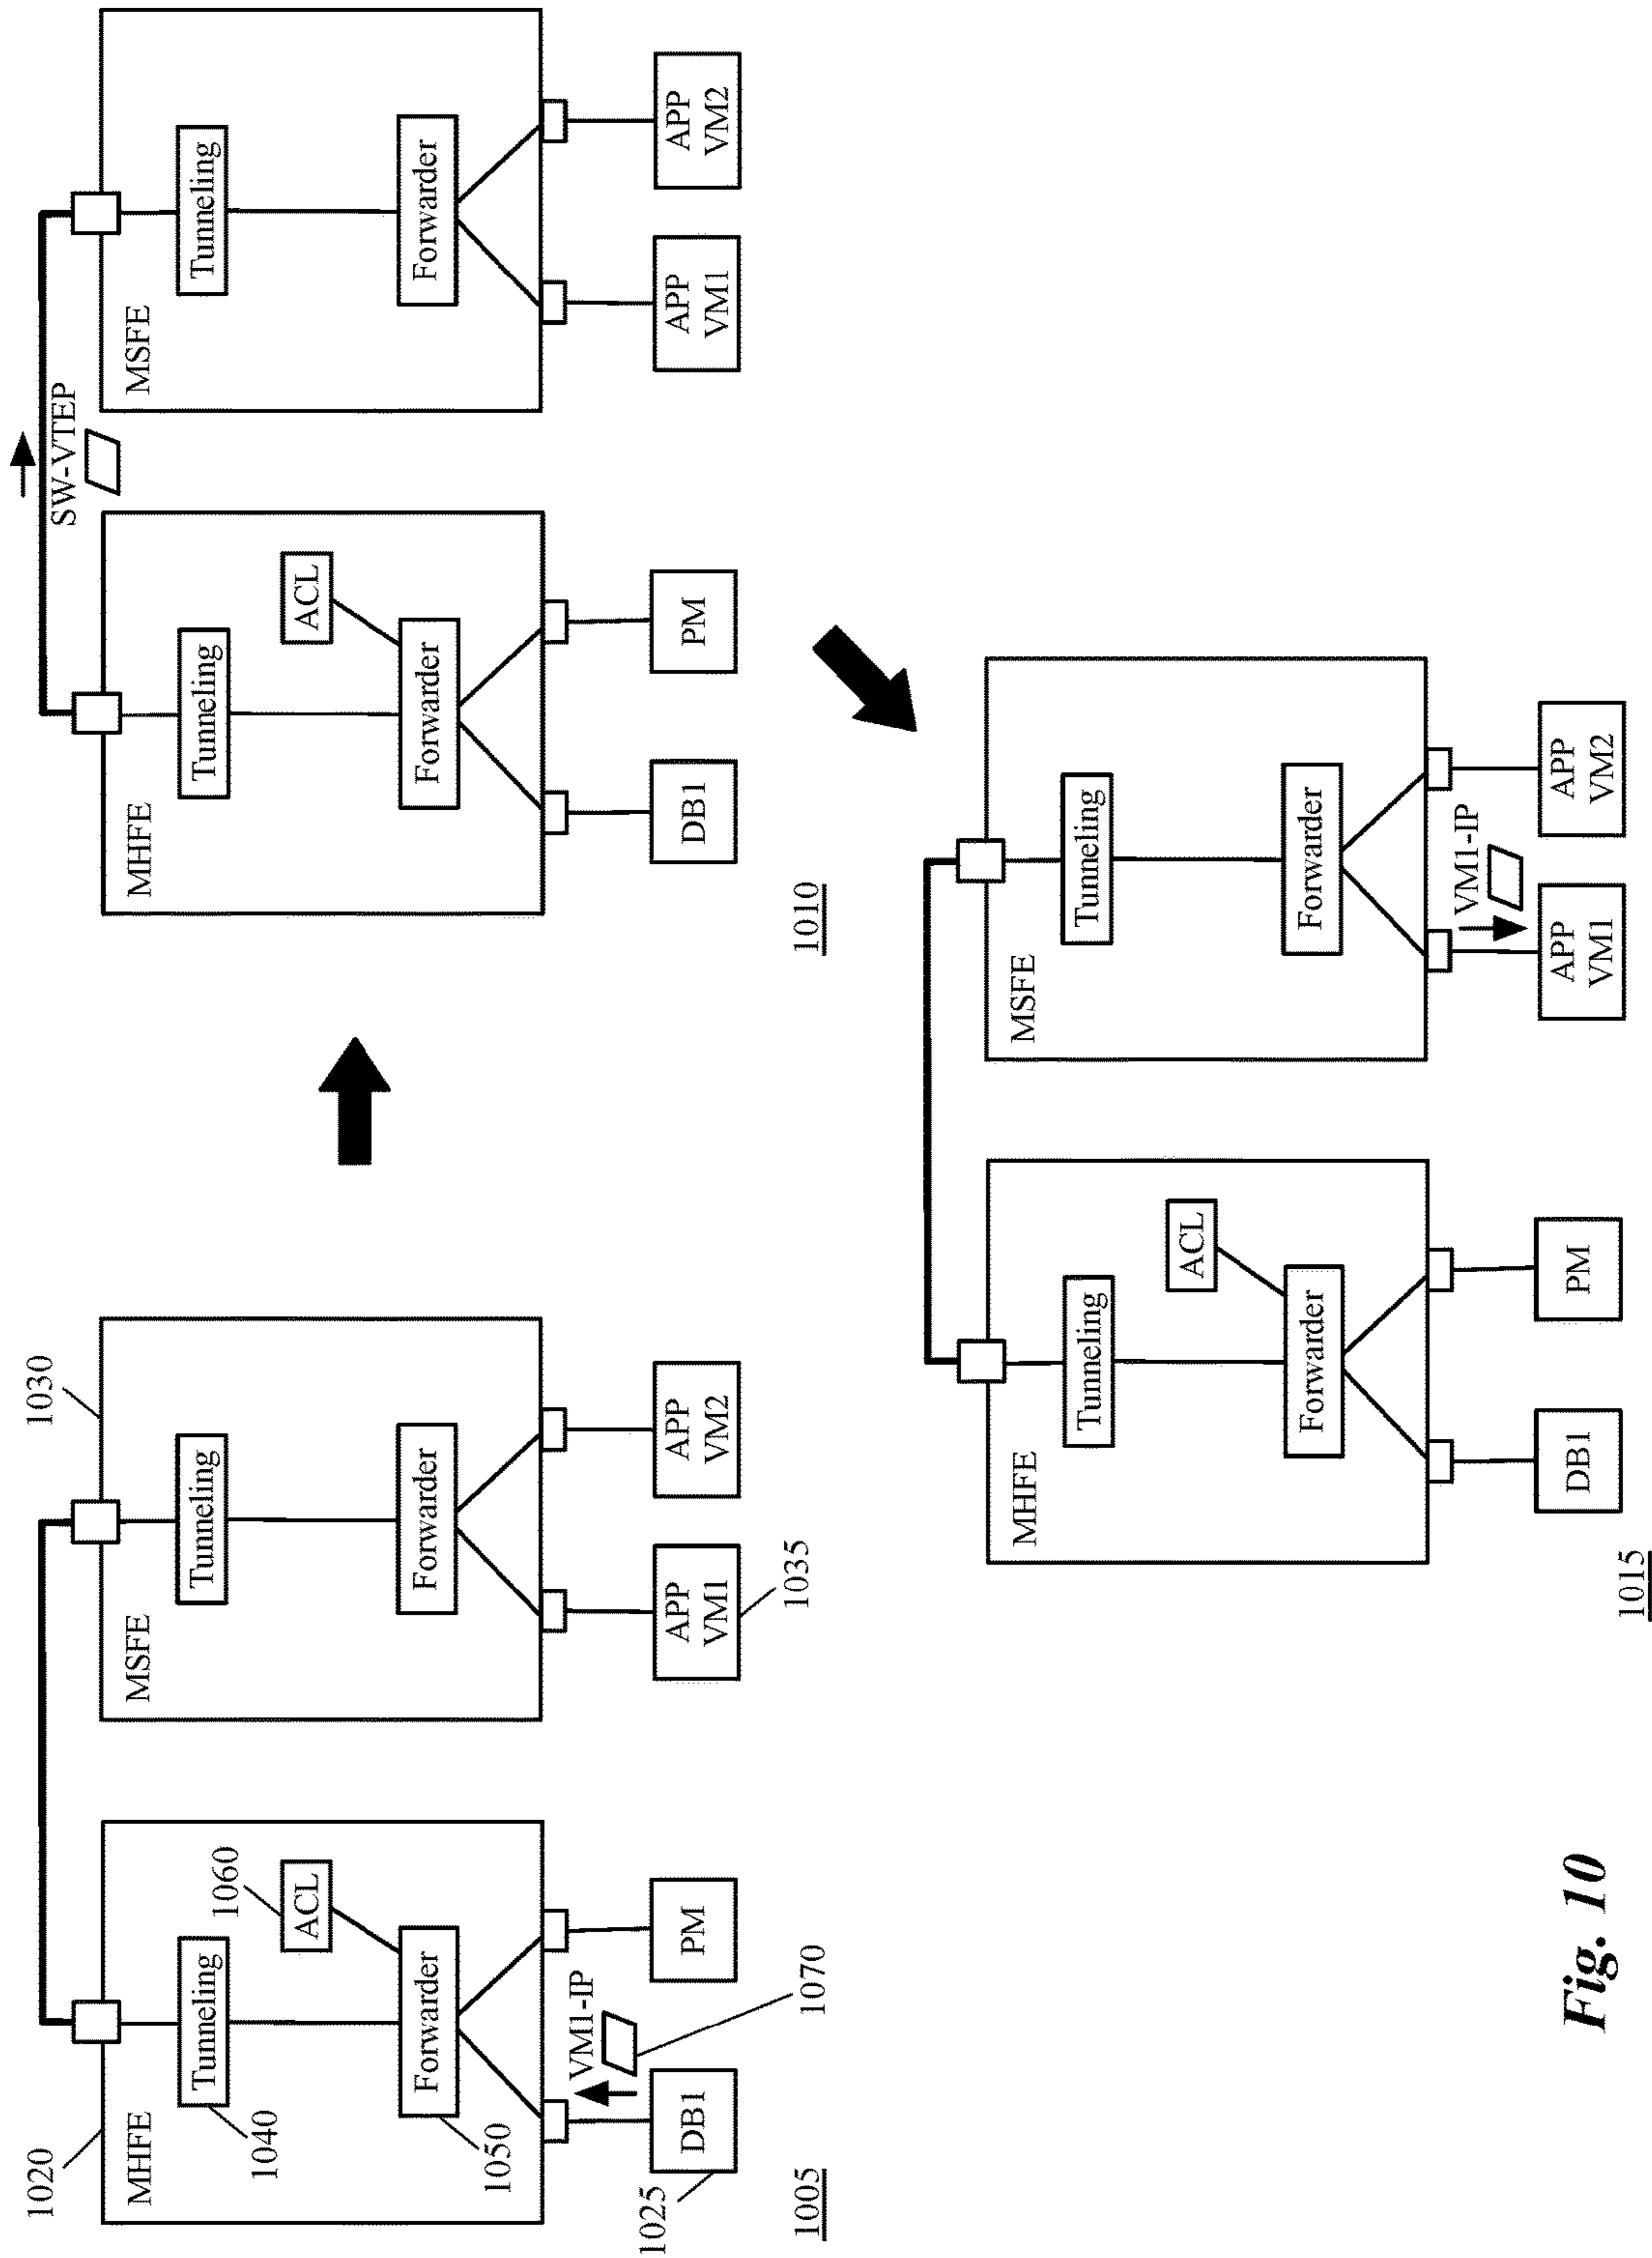 1020
MHFE
Tunneling
1040
1060
ACL
Forwarder
1050
VM1-IP
1070
DB1
1025
PM
1030
MSFE
Tunneling
Forwarder
APP
VM1
1035
APP
VM2
1005
MHFE
Tunneling
ACL
Forwarder
DB1
PM
SW-VTEP
MSFE
Tunneling
Forwarder
APP
VM1
APP
VM2
1010
MHFE
Tunneling
ACL
Forwarder
DB1
PM
MSFE
Tunneling
Forwarder
VM1-IP
APP
VM1
APP
VM2
1015
Fig. 10